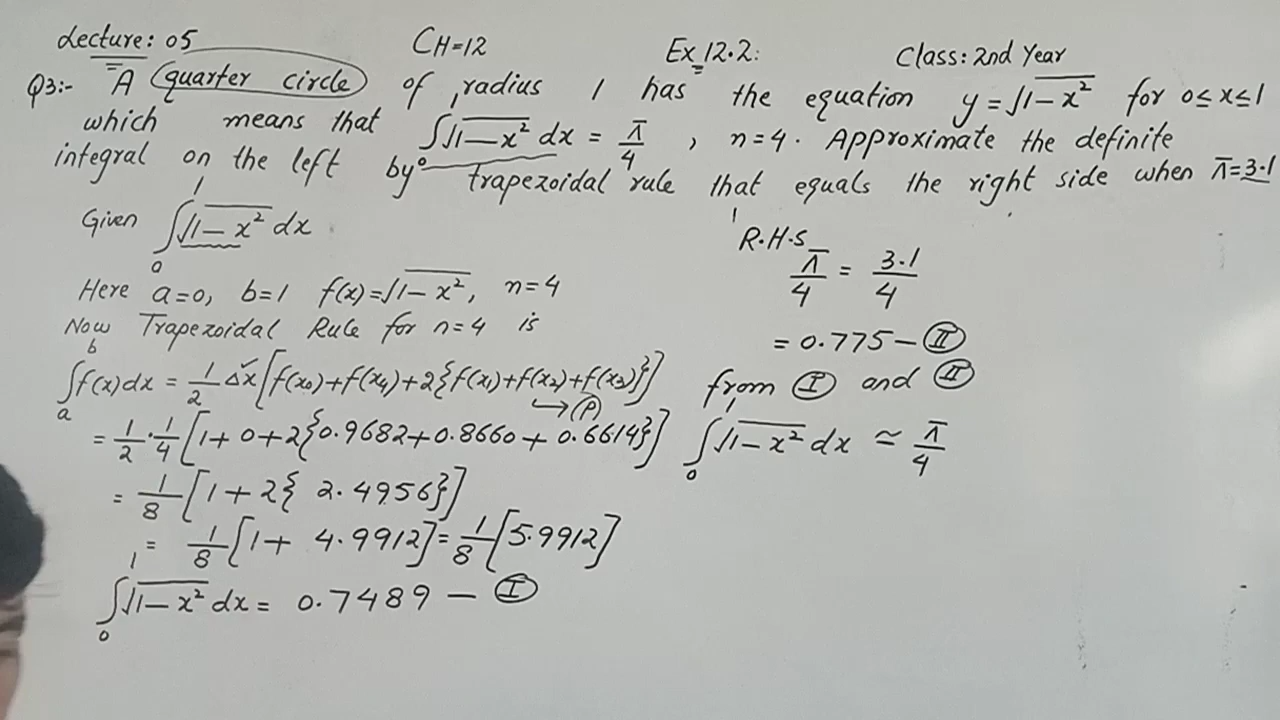 Lecture: 05 CH=12 Ex 12.2: Class: 2nd Year
Q3:- A quarter circle of radius 1 has the equation y = √1-x² for 0≤x≤1
which means that ∫₀¹√1-x² dx = π/4 , n=4. Approximate the definite
integral on the left by trapezoidal rule that equals the right side when π=3.1
Given ∫₀¹√1-x² dx
R.H.S
π/4 = 3.1/4
Here a=0, b=1 f(x)=√1-x², n=4
Now Trapezoidal Rule for n=4 is
= 0.775 - II
∫ₐᵇf(x)dx = 1/2 Δx[f(x₀)+f(x₄)+2{f(x₁)+f(x₂)+f(x₃)}]
→ (P)
from I and II
= 1/2 · 1/4 [1+0+2{0.9682+0.8660+0.6614}]
∫₀¹√1-x² dx ≃ π/4
= 1/8 [1+2{2.4956}]
= 1/8 [1+ 4.9912] = 1/8 [5.9912]
∫₀¹√1-x² dx = 0.7489 - I